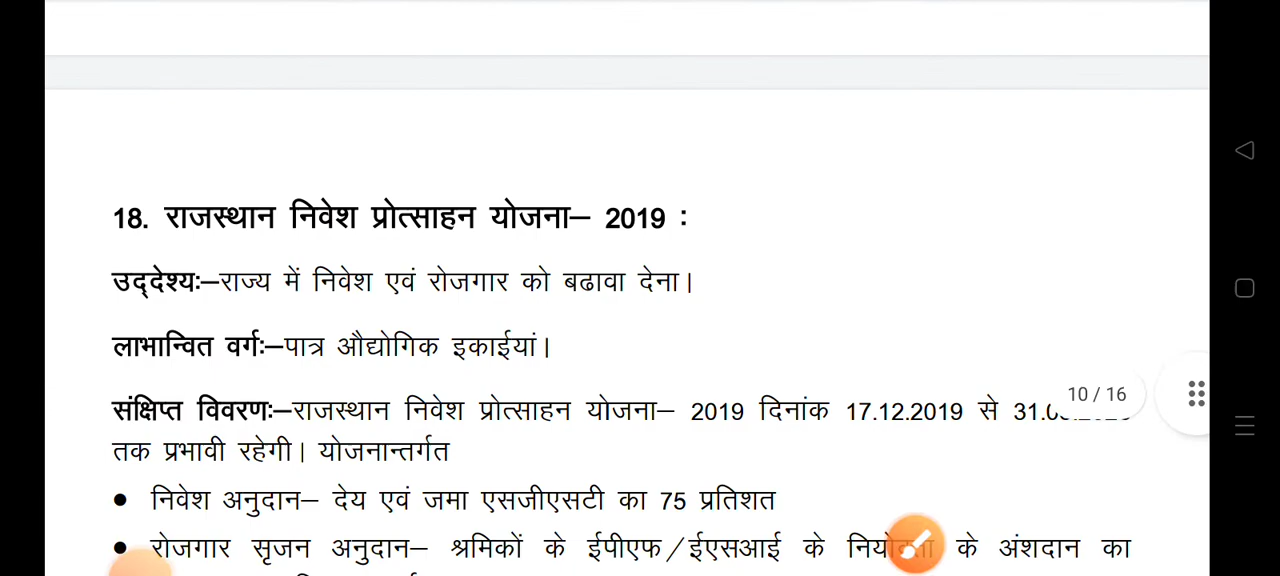 18. राजस्थान निवेश प्रोत्साहन योजना– 2019 :
उद्देश्यः–राज्य में निवेश एवं रोजगार को बढावा देना।
लाभान्वित वर्गः–पात्र औद्योगिक इकाईयां।
10 / 16
संक्षिप्त विवरणः–राजस्थान निवेश प्रोत्साहन योजना– 2019 दिनांक 17.12.2019 से
तक प्रभावी रहेगी। योजनान्तर्गत
● निवेश अनुदान– देय एवं जमा एसजीएसटी का 75 प्रतिशत
● रोजगार सृजन अनुदान– श्रमिकों के ईपीएफ/ईएसआई के नियोक्ता के अंशदान का